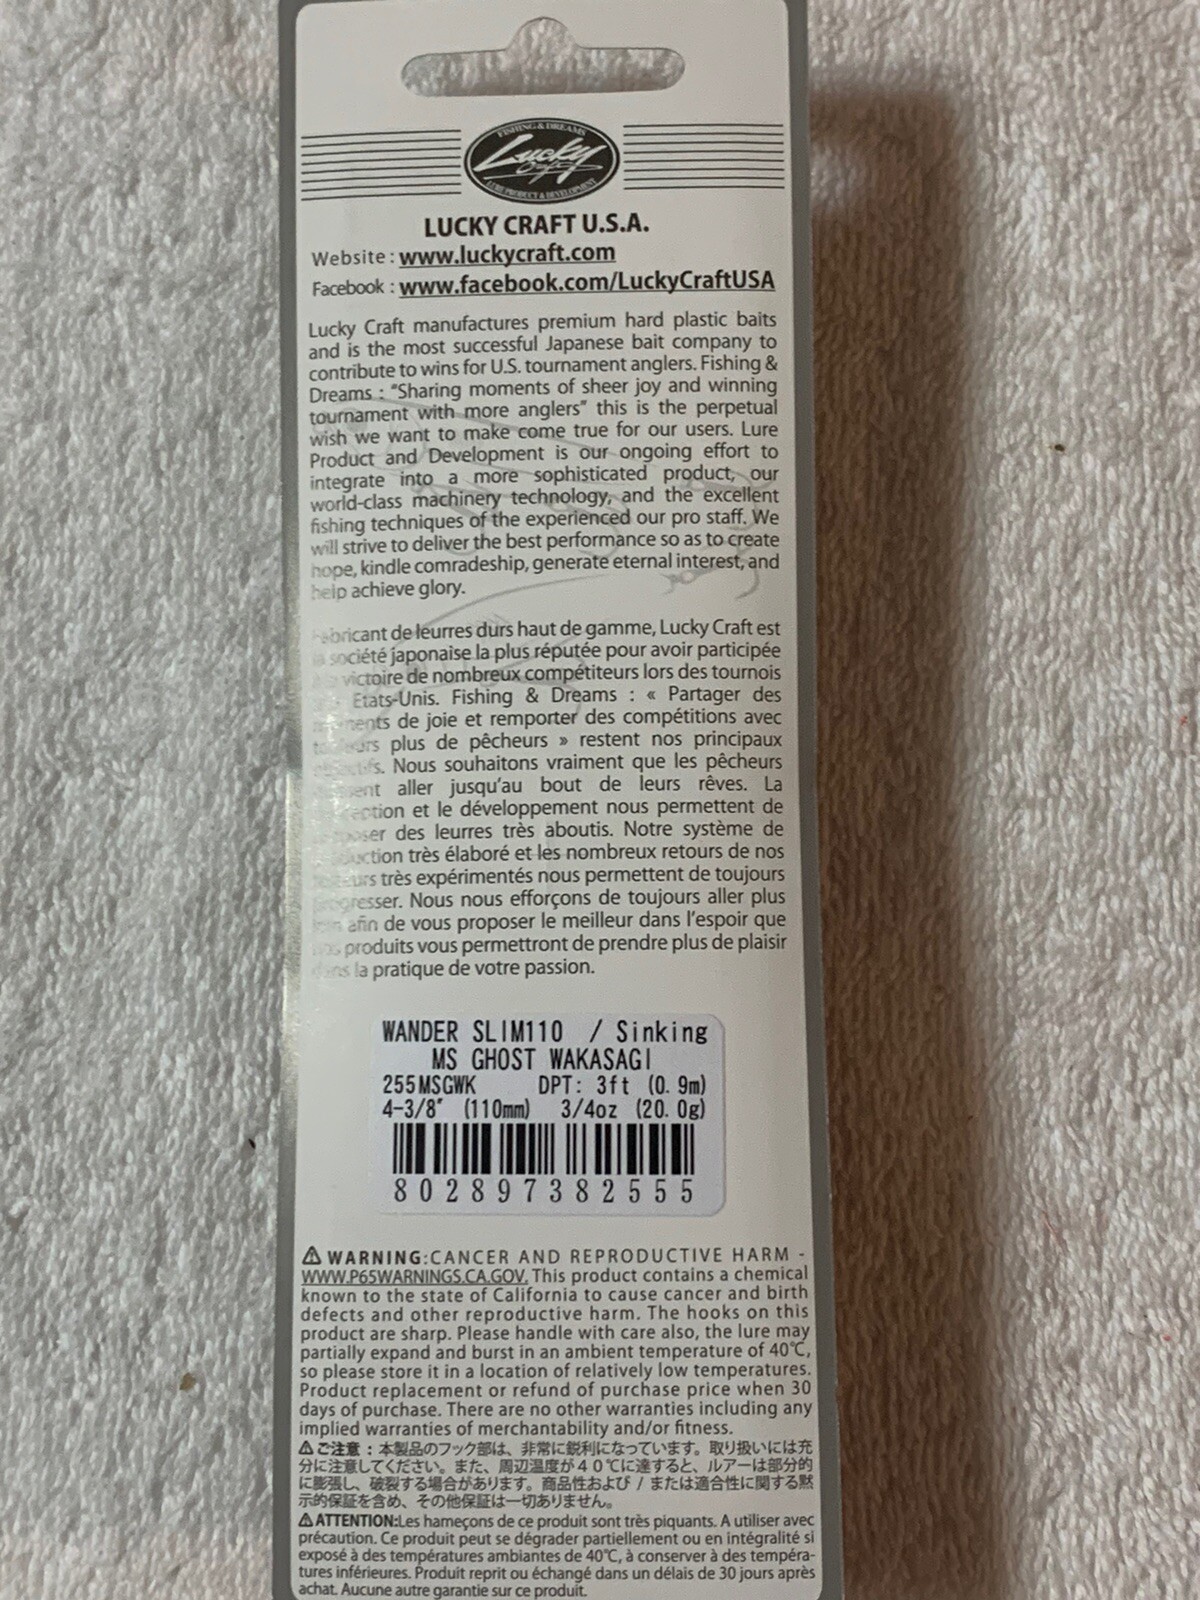 FISHING & DREAMS
Lucky
Craft
LURE PRODUCT & DEVELOPMENT
LUCKY CRAFT U.S.A.
Website : www.luckycraft.com
Facebook : www.facebook.com/LuckyCraftUSA
Lucky Craft manufactures premium hard plastic baits
and is the most successful Japanese bait company to
contribute to wins for U.S. tournament anglers. Fishing &
Dreams : "Sharing moments of sheer joy and winning
tournament with more anglers" this is the perpetual
wish we want to make come true for our users. Lure
Product and Development is our ongoing effort to
integrate into a more sophisticated product, our
world-class machinery technology, and the excellent
fishing techniques of the experienced our pro staff. We
will strive to deliver the best performance so as to create
hope, kindle comradeship, generate eternal interest, and
help achieve glory.
Fabricant de leurres durs haut de gamme, Lucky Craft est
la société japonaise la plus réputée pour avoir participée
victoire de nombreux compétiteurs lors des tournois
Etats-Unis. Fishing & Dreams : « Partager des
moments de joie et remporter des compétitions avec
toujours plus de pêcheurs » restent nos principaux
objectifs. Nous souhaitons vraiment que les pêcheurs
aller jusqu'au bout de leurs rêves. La
et le développement nous permettent de
des leurres très aboutis. Notre système de
production très élaboré et les nombreux retours de nos
très expérimentés nous permettent de toujours
progresser. Nous nous efforçons de toujours aller plus
loin afin de vous proposer le meilleur dans l'espoir que
nos produits vous permettront de prendre plus de plaisir
dans la pratique de votre passion.
WANDER SLIM110 / Sinking
MS GHOST WAKASAGI
255MSGWK DPT: 3ft (0.9m)
4-3/8" (110mm) 3/4oz (20.0g)
802897382555
⚠WARNING:CANCER AND REPRODUCTIVE HARM -
WWW.P65WARNINGS.CA.GOV. This product contains a chemical
known to the state of California to cause cancer and birth
defects and other reproductive harm. The hooks on this
product are sharp. Please handle with care also, the lure may
partially expand and burst in an ambient temperature of 40℃,
so please store it in a location of relatively low temperatures.
Product replacement or refund of purchase price when 30
days of purchase. There are no other warranties including any
implied warranties of merchantability and/or fitness.
⚠ご注意：本製品のフック部は、非常に鋭利になっています。取り扱いには充
分に注意してください。また、周辺温度が４０℃に達すると、ルアーは部分的
に膨張し、破裂する場合があります。商品性および / または適合性に関する黙
示的保証を含め、その他保証は一切ありません。
⚠ATTENTION:Les hameçons de ce produit sont très piquants. A utiliser avec
précaution. Ce produit peut se dégrader partiellement ou en intégralité si
exposé à des températures ambiantes de 40℃, à conserver à des tempéra-
tures inférieures. Produit reprit ou échangé dans un délais de 30 jours après
achat. Aucune autre garantie sur ce produit.